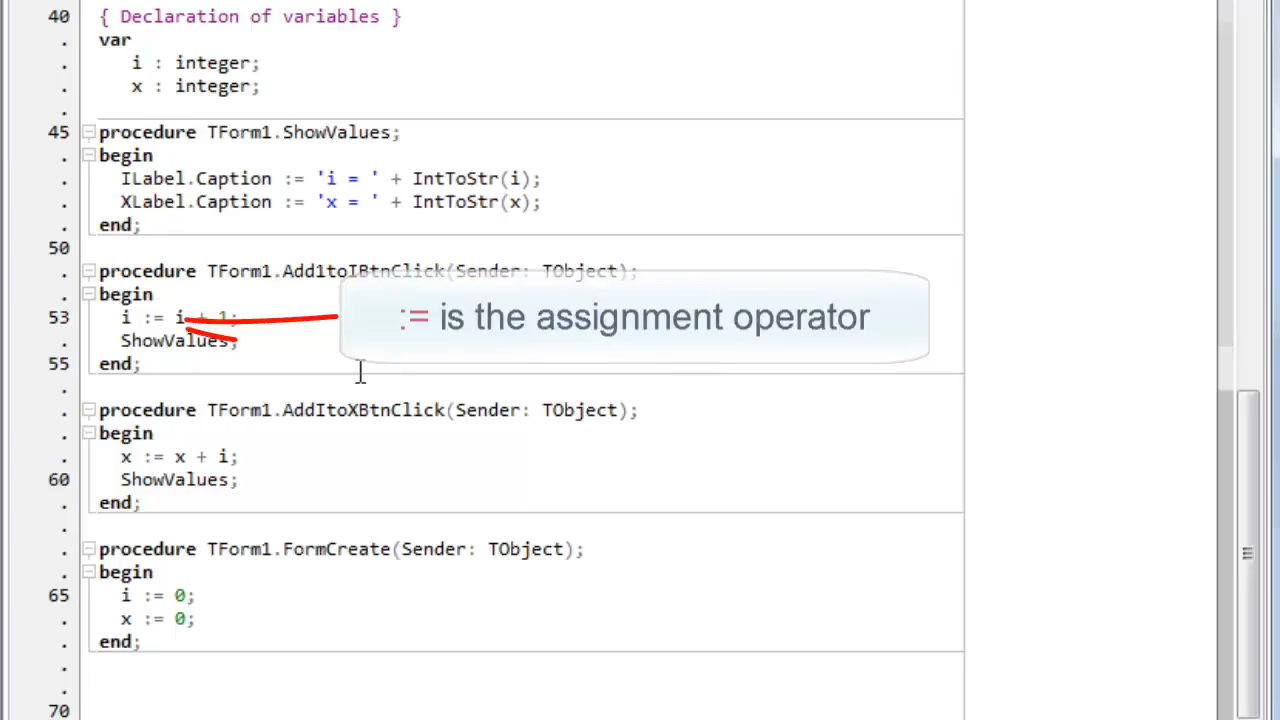 40 { Declaration of variables }
. var
. i : integer;
. x : integer;
.
45 procedure TForm1.ShowValues;
. begin
. ILabel.Caption := 'i = ' + IntToStr(i);
. XLabel.Caption := 'x = ' + IntToStr(x);
. end;
50
. procedure TForm1.Add1toIBtnClick(Sender: TObject);
. begin
53 i := i + 1;
:= is the assignment operator
. ShowValues;
55 end;
.
. procedure TForm1.AddItoXBtnClick(Sender: TObject);
. begin
. x := x + i;
60 ShowValues;
. end;
.
. procedure TForm1.FormCreate(Sender: TObject);
. begin
65 i := 0;
. x := 0;
. end;
.
.
70